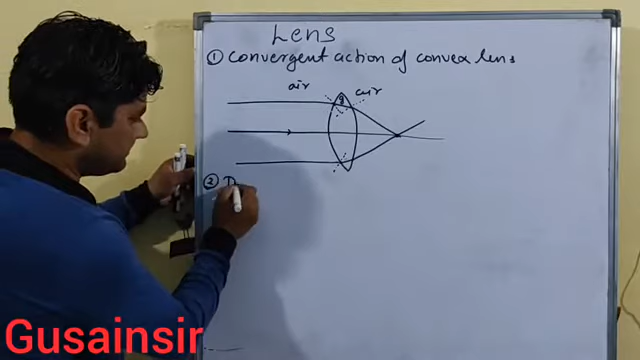 Lens
① Convergent action of convex lens
air air
g
② D
Gusainsir